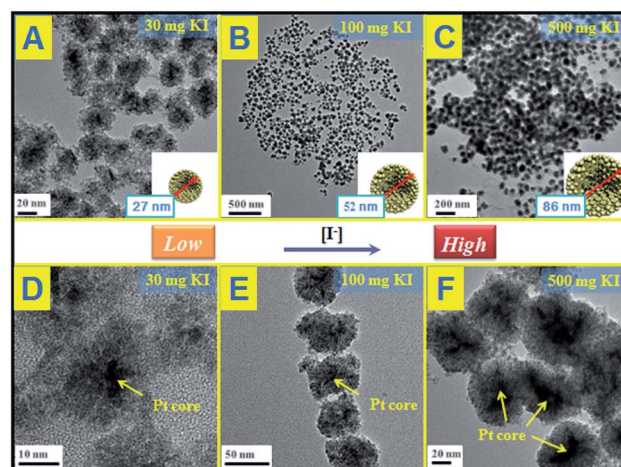 A
30 mg KI
20 nm
27 nm
B
100 mg KI
500 nm
52 nm
C
500 mg KI
200 nm
86 nm
Low
[I-]
High
D
30 mg KI
Pt core
10 nm
E
100 mg KI
Pt core
50 nm
F
500 mg KI
Pt core
20 nm